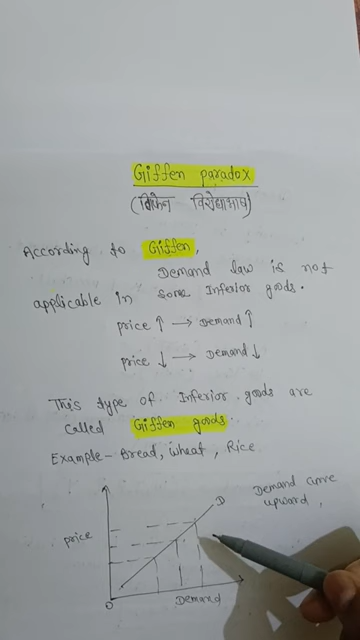 Giffen paradox
(गिफेन विरोधाभाष)
According to Giffen,
Demand law is not
applicable in some Inferior goods.
price ↑ → Demand ↑
price ↓ → Demand ↓
This type of Inferior goods are
called Giffen goods.
Example - Bread, wheat, Rice
D
Demand curve
upward,
price
0
Demand